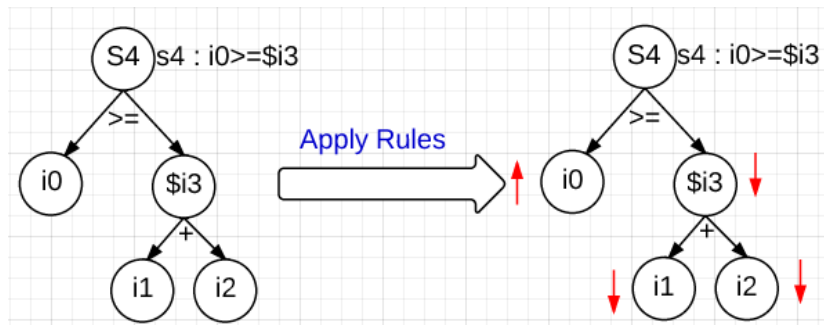 S4 s4 : i0>=$i3
>=
i0 $i3
+
i1 i2
Apply Rules
S4 s4 : i0>=$i3
>=
i0 $i3
+
i1 i2